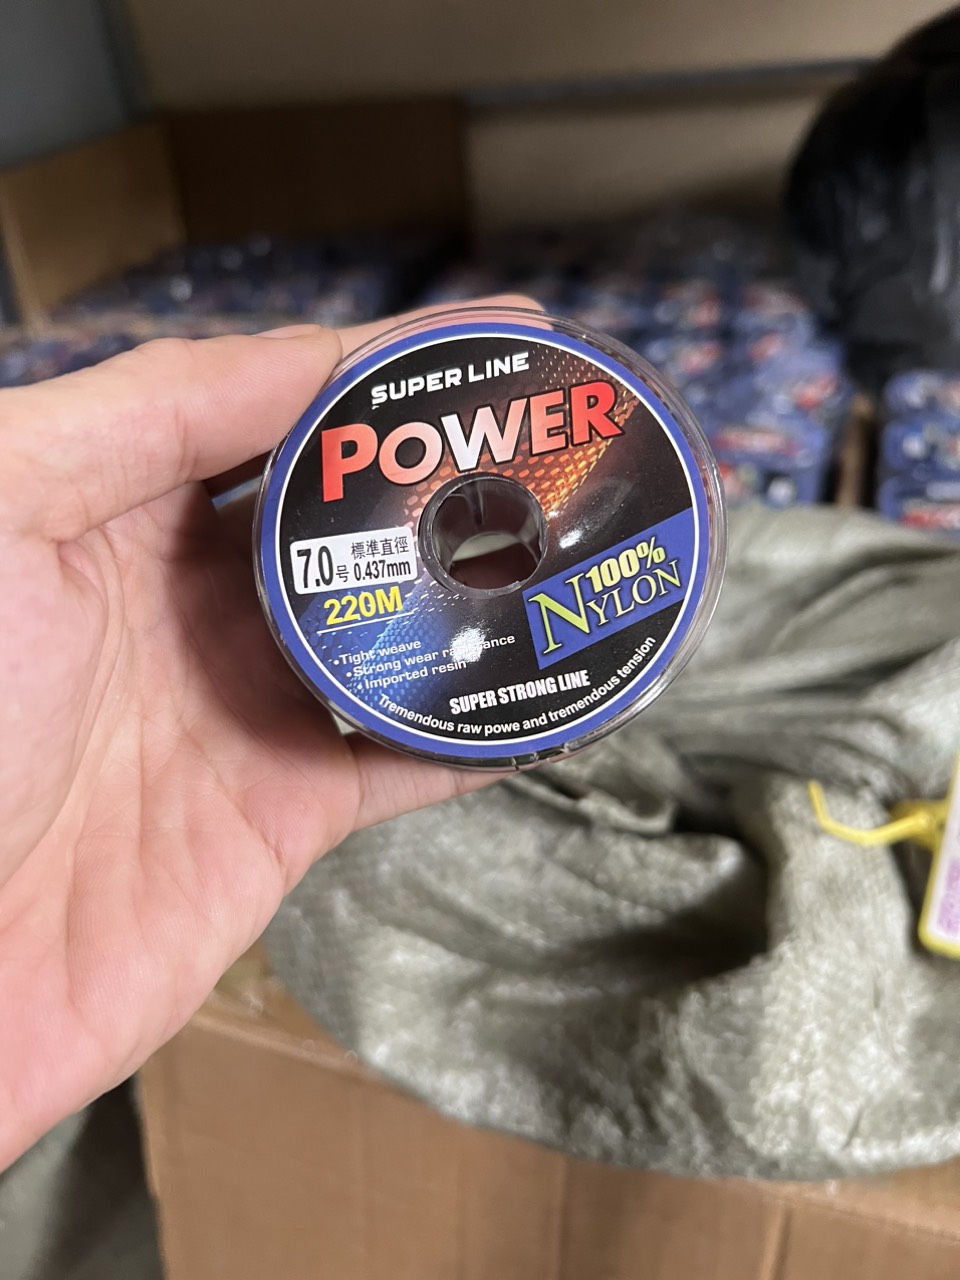 SUPER LINE
POWER
7.0号 標準直徑
0.437mm
220M
100%
NYLON
•Tight weave
•Strong wear
•Imported resin
SUPER STRONG LINE
Tremendous raw powe and tremendous tension